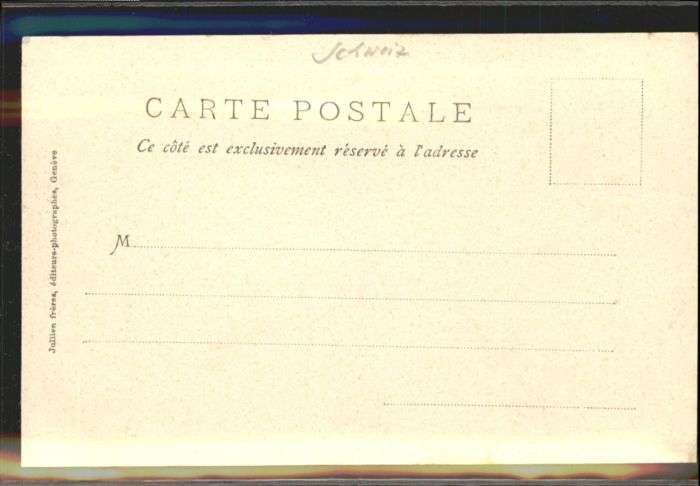 Schweiz
CARTE POSTALE
Ce côté est exclusivement réservé à l'adresse
M
Jullien frères, éditeurs-photographes, Genève